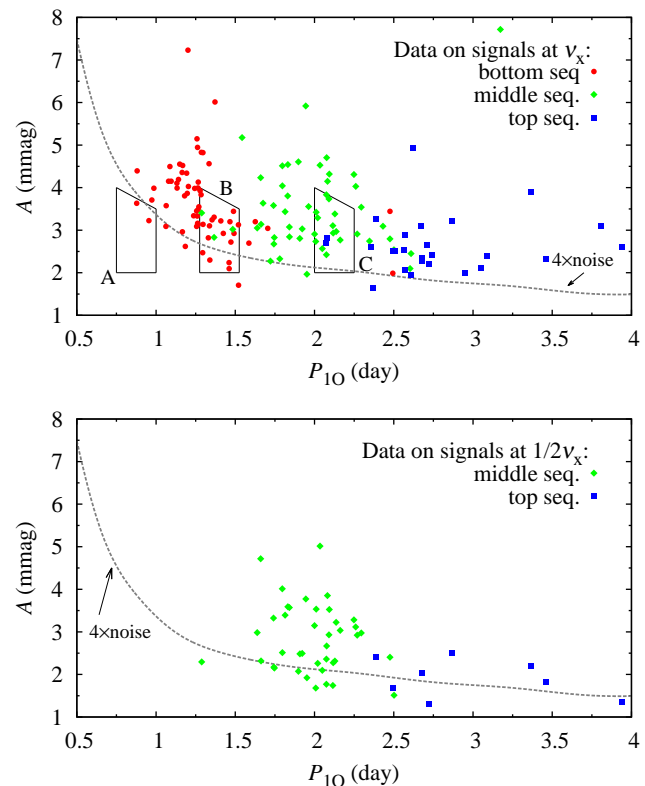 8
7
6
5
4
3
2
1
A (mmag)
Data on signals at νx:
bottom seq
middle seq.
top seq.
A
B
C
4×noise
0.5 1 1.5 2 2.5 3 3.5 4
P1O (day)
8
7
6
5
4
3
2
1
A (mmag)
Data on signals at 1/2νx:
middle seq.
top seq.
4×noise
0.5 1 1.5 2 2.5 3 3.5 4
P1O (day)